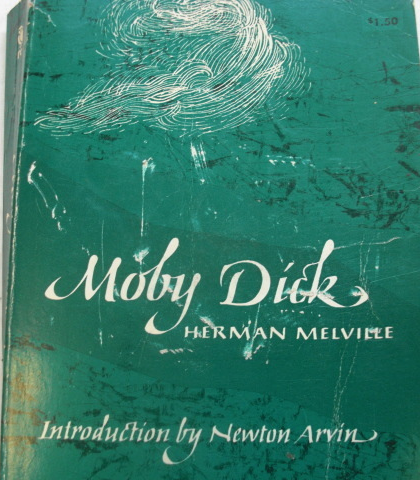 $1.50
Moby Dick
HERMAN MELVILLE
Introduction by Newton Arvin